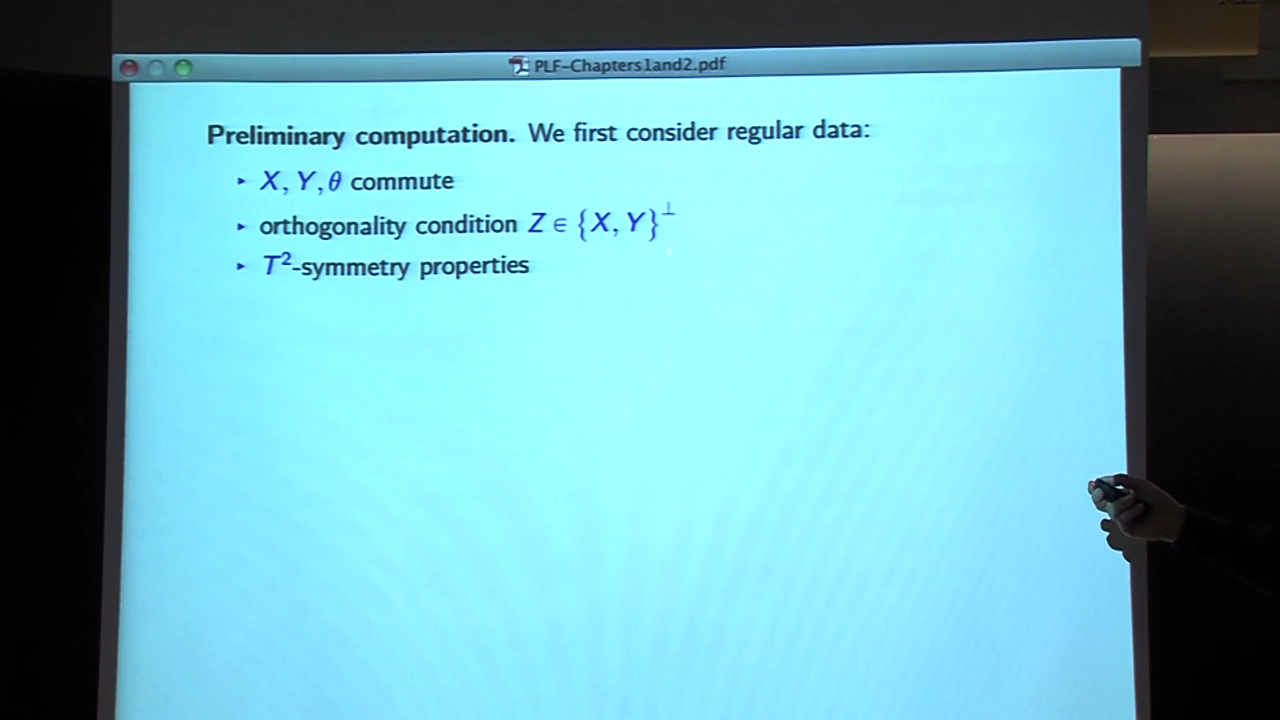 PLF-Chapters1and2.pdf
Preliminary computation. We first consider regular data:
▸ X, Y, θ commute
▸ orthogonality condition Z ∈ {X, Y}⊥
▸ T²-symmetry properties